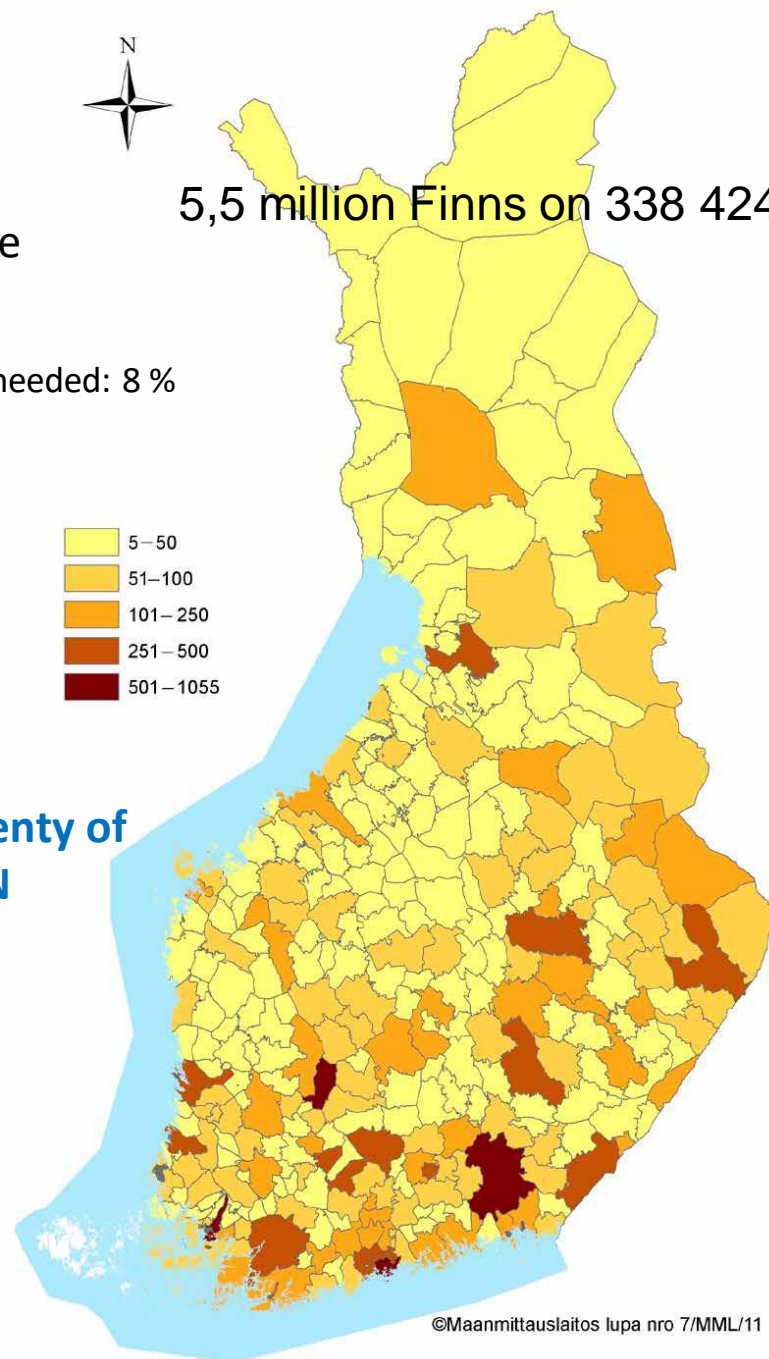 N
5,5 million Finns on 338 424
e
needed: 8 %
5–50
51–100
101–250
251–500
501–1055
enty of
N
©Maanmittauslaitos lupa nro 7/MML/11